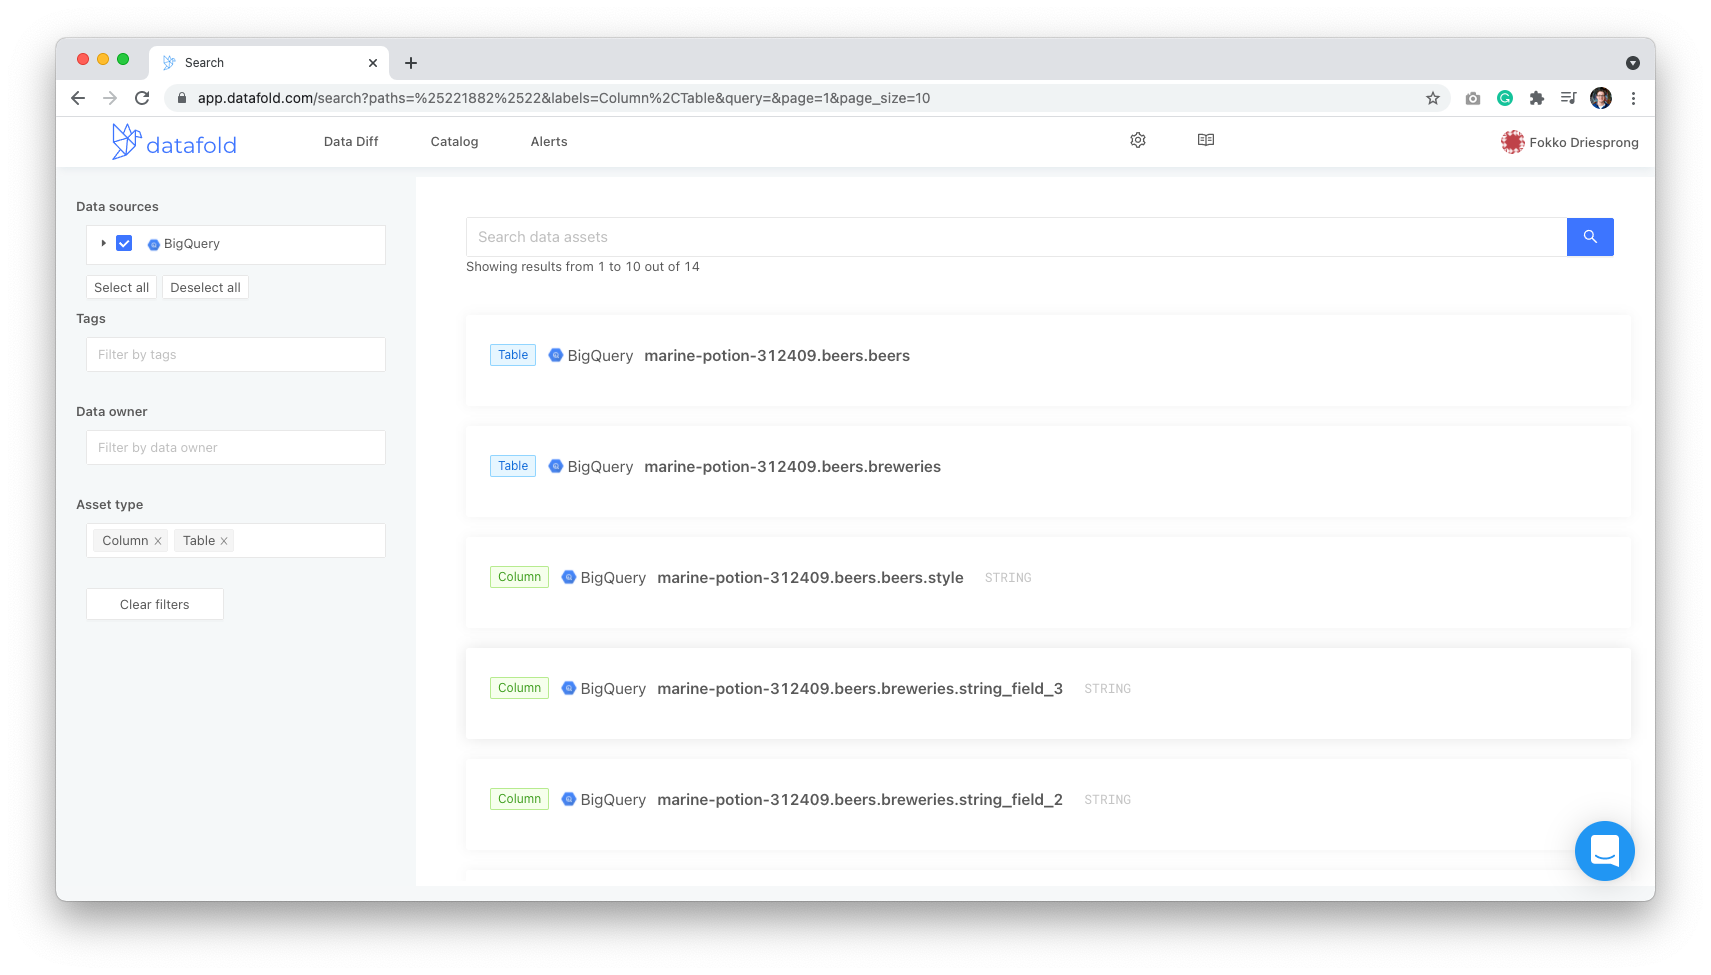 Search
app.datafold.com/search?paths=%25221882%2522&labels=Column%2CTable&query=&page=1&page_size=10
datafold
Data Diff
Catalog
Alerts
Fokko Driesprong
Data sources
BigQuery
Select all
Deselect all
Tags
Filter by tags
Data owner
Filter by data owner
Asset type
Column
Table
Clear filters
Search data assets
Showing results from 1 to 10 out of 14
Table BigQuery marine-potion-312409.beers.beers
Table BigQuery marine-potion-312409.beers.breweries
Column BigQuery marine-potion-312409.beers.beers.style STRING
Column BigQuery marine-potion-312409.beers.breweries.string_field_3 STRING
Column BigQuery marine-potion-312409.beers.breweries.string_field_2 STRING